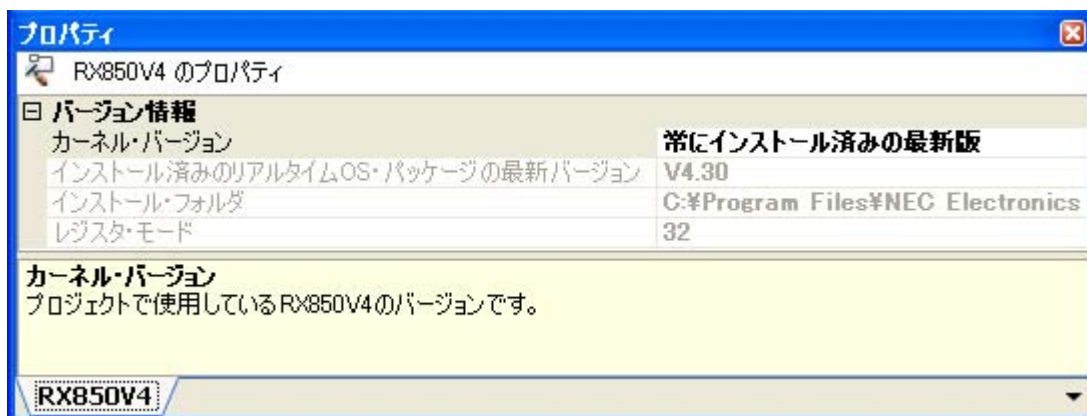 プロパティ
RX850V4 のプロパティ
バージョン情報
カーネル・バージョン 常にインストール済みの最新版
インストール済みのリアルタイムOS・パッケージの最新バージョン V4.30
インストール・フォルダ C:¥Program Files¥NEC Electronics
レジスタ・モード 32
カーネル・バージョン
プロジェクトで使用しているRX850V4のバージョンです。
RX850V4